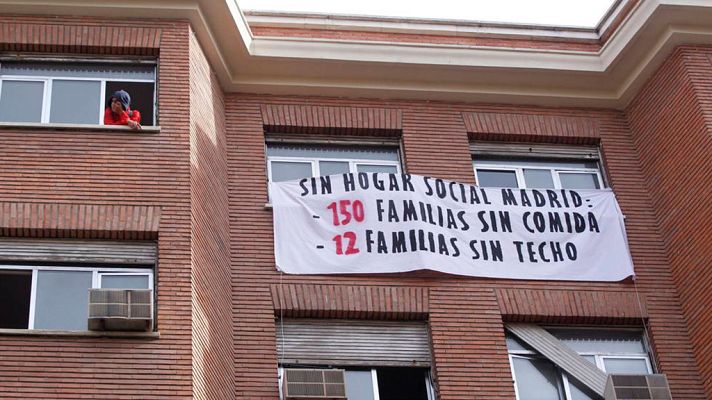 SIN HOGAR SOCIAL MADRID:
- 150 FAMILIAS SIN COMIDA
- 12 FAMILIAS SIN TECHO